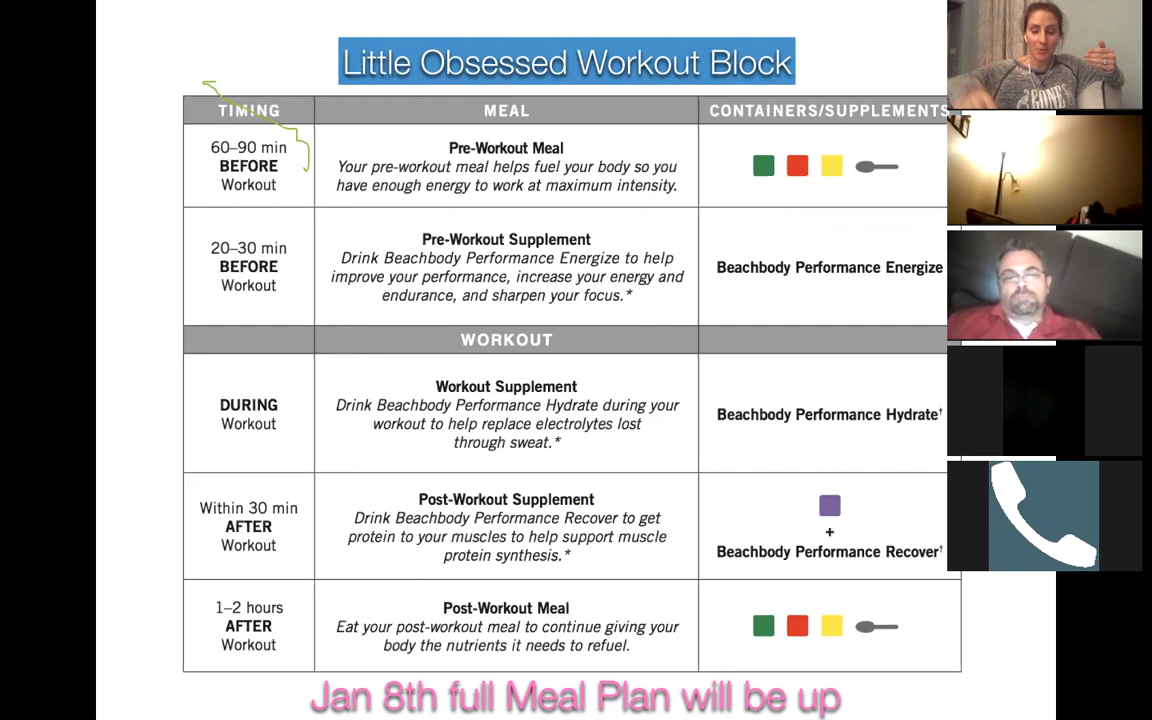 Little Obsessed Workout Block
TIMING MEAL CONTAINERS/SUPPLEMENTS
60–90 min
BEFORE
Workout
Pre-Workout Meal
Your pre-workout meal helps fuel your body so you
have enough energy to work at maximum intensity.
20–30 min
BEFORE
Workout
Pre-Workout Supplement
Drink Beachbody Performance Energize to help
improve your performance, increase your energy and
endurance, and sharpen your focus.*
Beachbody Performance Energize
WORKOUT
DURING
Workout
Workout Supplement
Drink Beachbody Performance Hydrate during your
workout to help replace electrolytes lost
through sweat.*
Beachbody Performance Hydrate†
Within 30 min
AFTER
Workout
Post-Workout Supplement
Drink Beachbody Performance Recover to get
protein to your muscles to help support muscle
protein synthesis.*
+
Beachbody Performance Recover†
1–2 hours
AFTER
Workout
Post-Workout Meal
Eat your post-workout meal to continue giving your
body the nutrients it needs to refuel.
Jan 8th full Meal Plan will be up